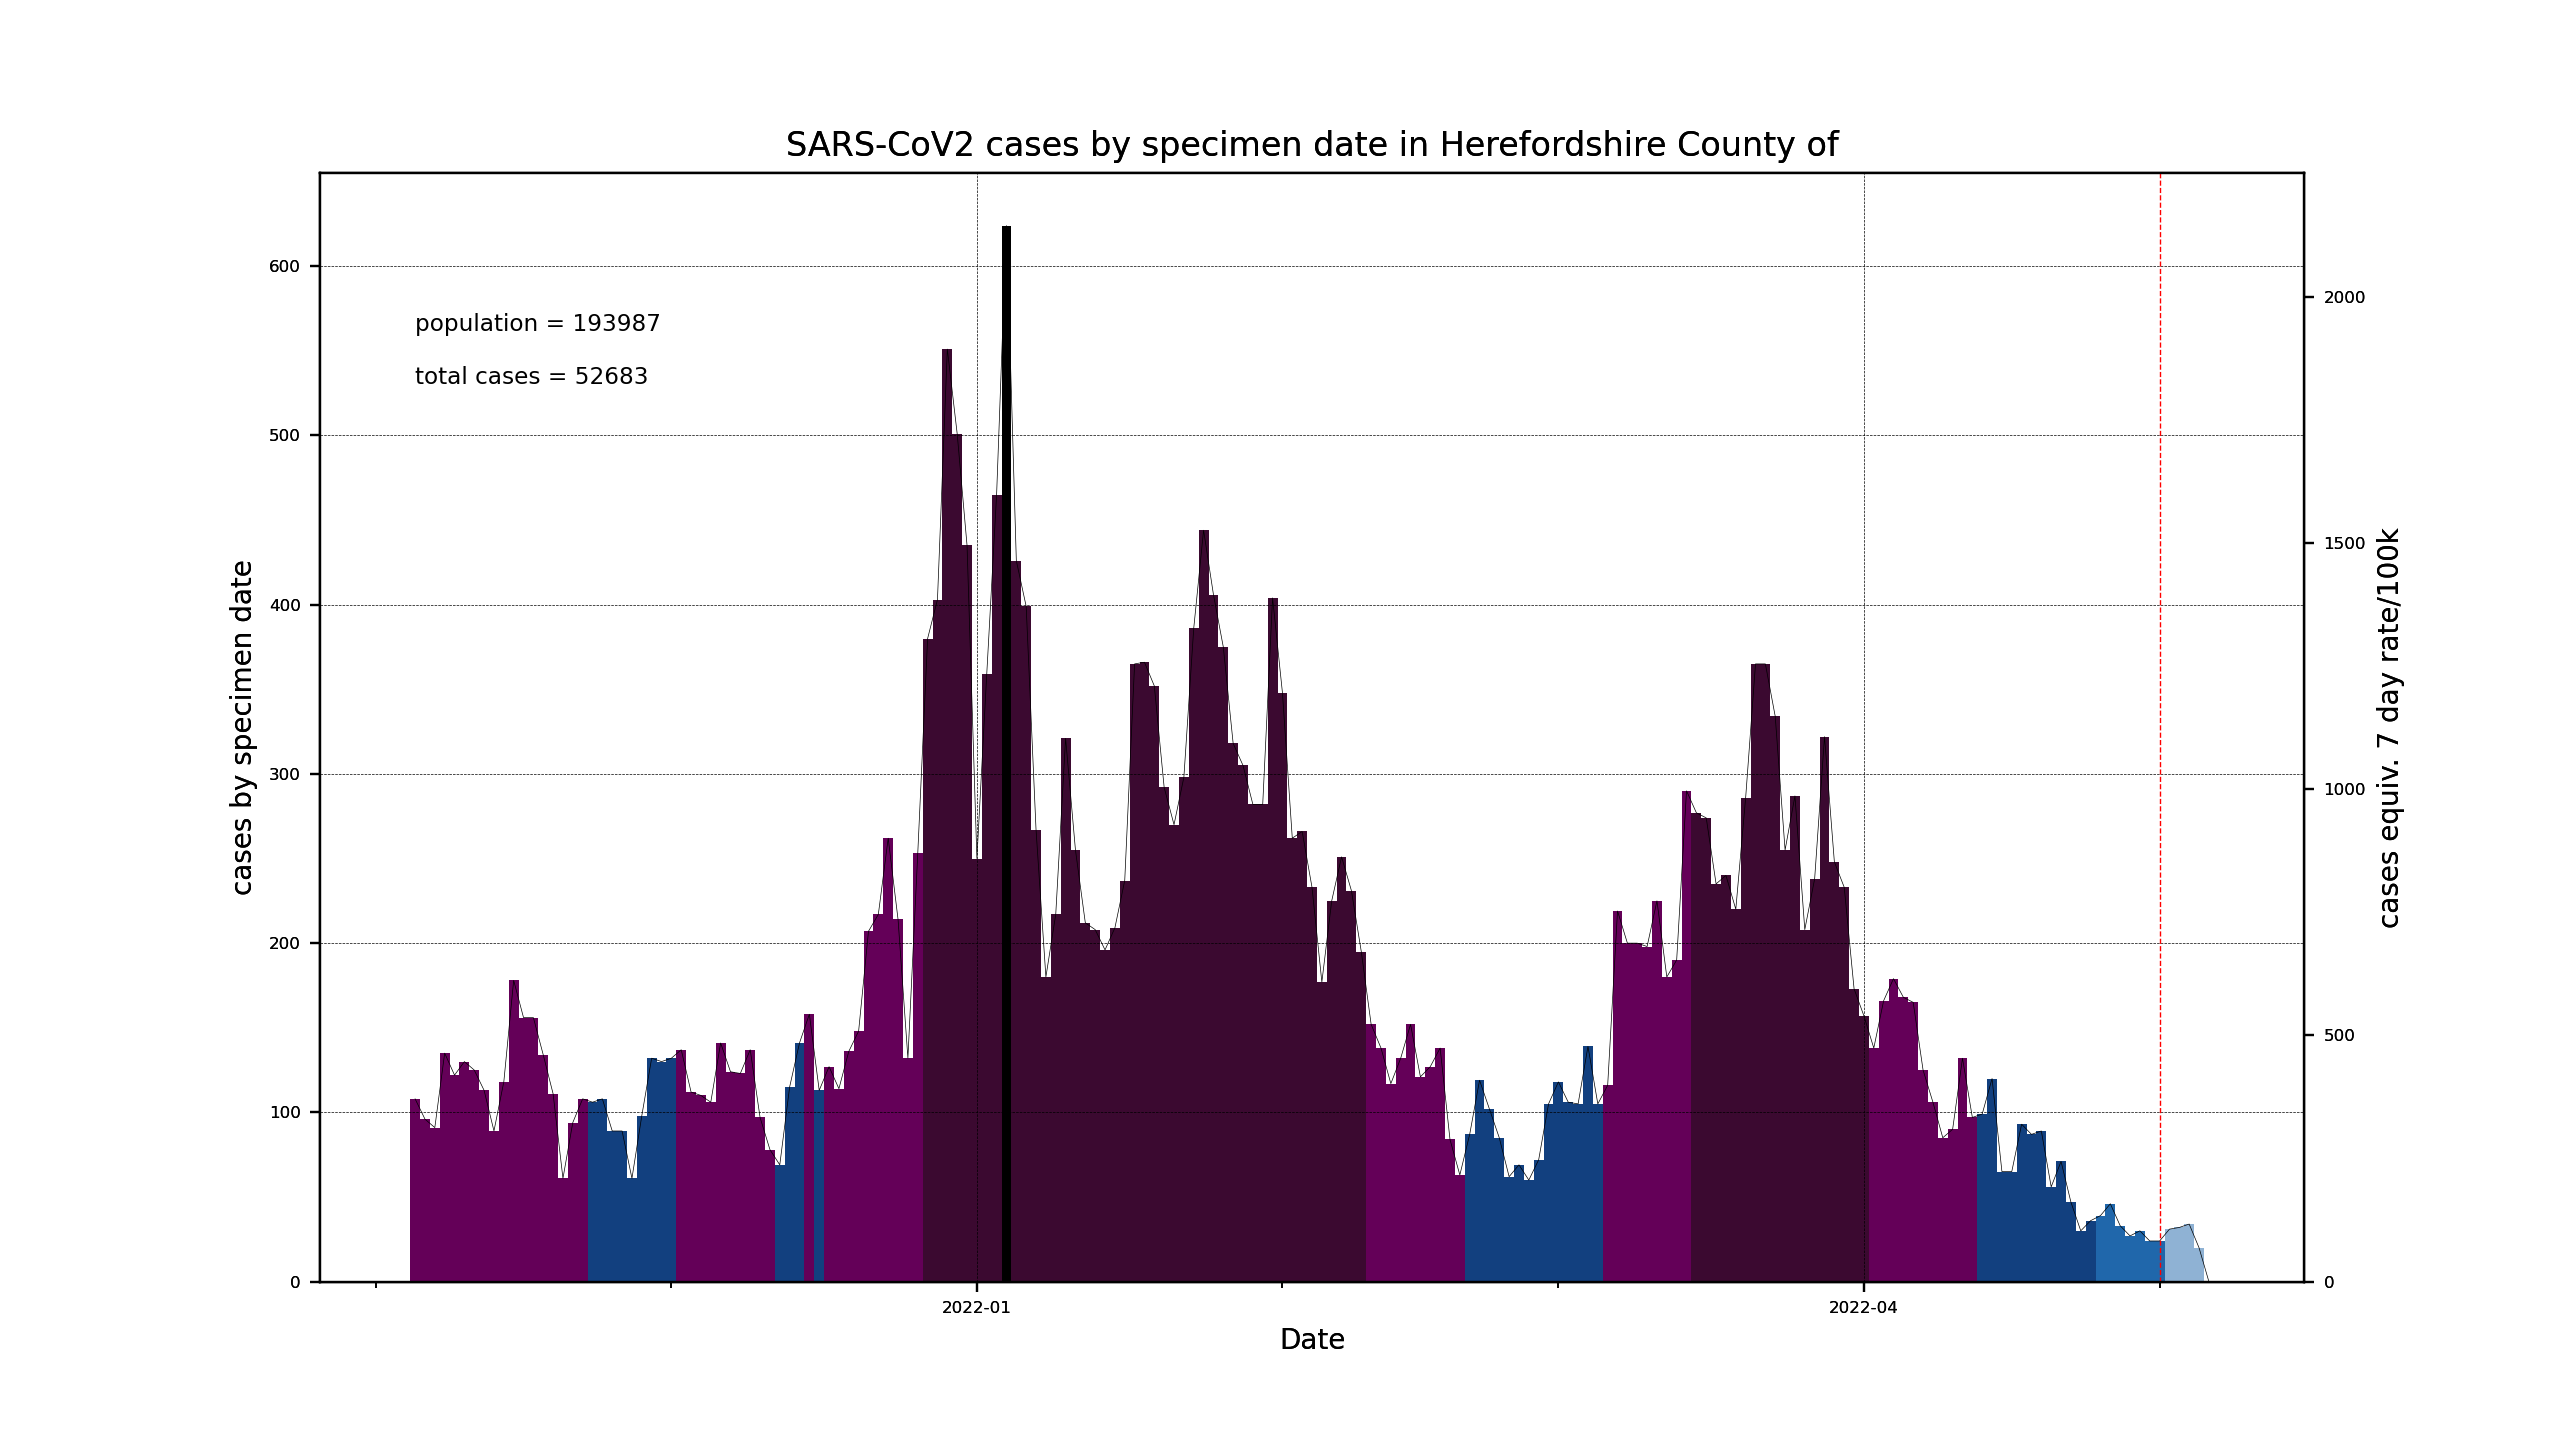 SARS-CoV2 cases by specimen date in Herefordshire County of
population = 193987
total cases = 52683
cases by specimen date
600
500
400
300
200
100
0
2000
1500
1000
500
0
cases equiv. 7 day rate/100k
2022-01
2022-04
Date